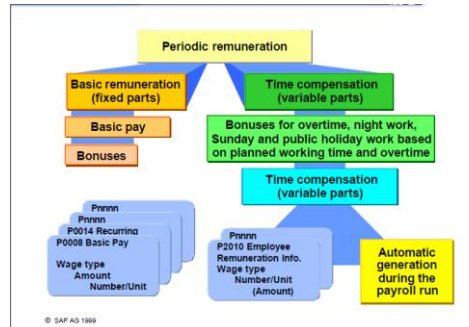 Periodic remuneration
Basic remuneration
(fixed parts)
Time compensation
(variable parts)
Basic pay
Bonuses for overtime, night work,
Sunday and public holiday work based
on planned working time and overtime
Bonuses
Time compensation
(variable parts)
Pnnnn
Pnnnn
P0014 Recurring
P0008 Basic Pay
Wage type
Amount
Number/Unit
Pnnnn
P2010 Employee
Remuneration Info.
Wage type
Number/Unit
(Amount)
Automatic
generation
during the
payroll run
© SAP AG 1999